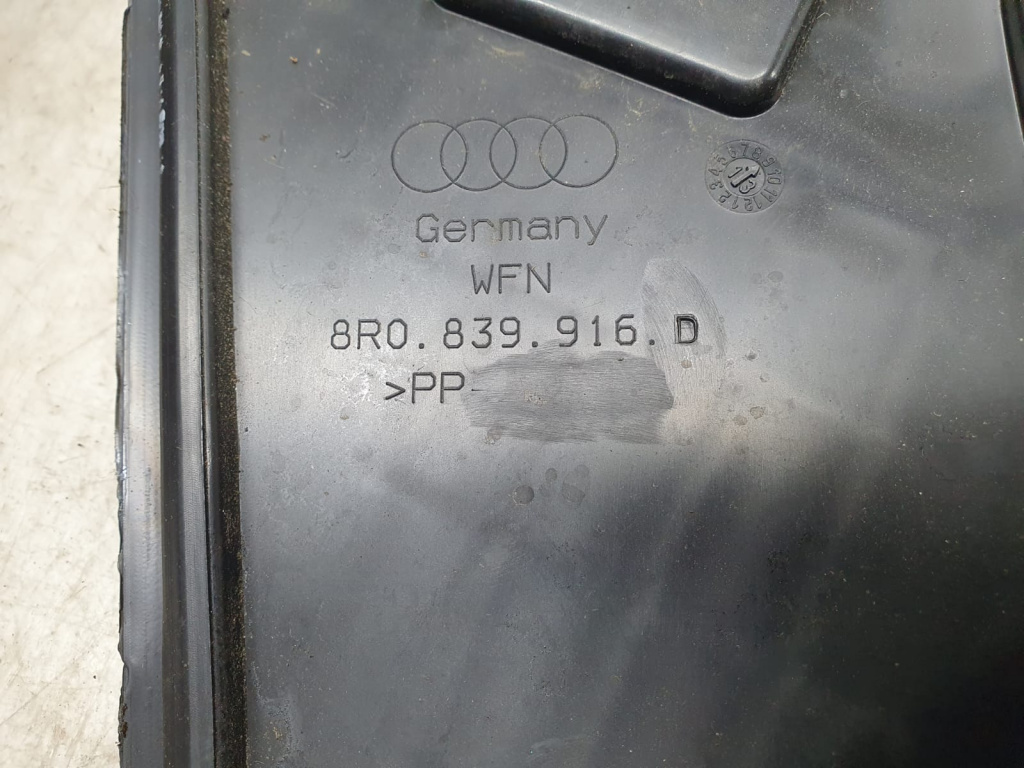 Germany
WFN
8R0.839.916.D
>PP